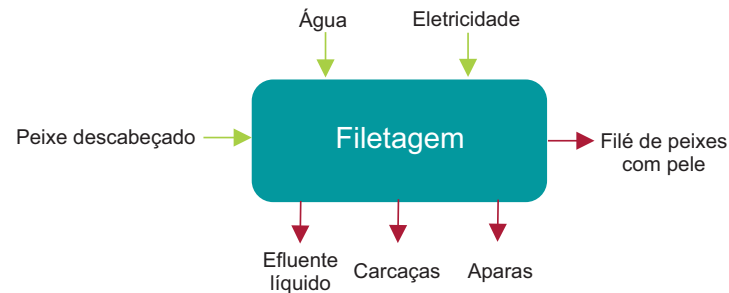 Água
Eletricidade
Peixe descabeçado
Filetagem
Filé de peixes
com pele
Efluente
líquido
Carcaças
Aparas